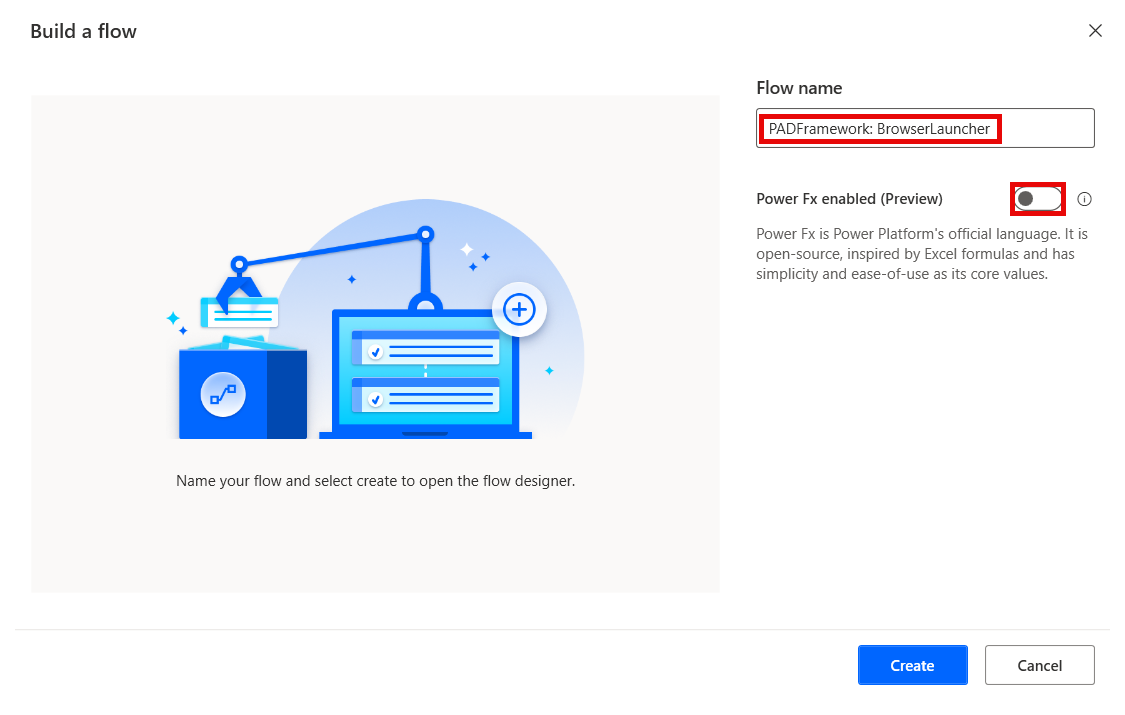 Build a flow
Flow name
PADFramework: BrowserLauncher
Power Fx enabled (Preview)
Power Fx is Power Platform's official language. It is
open-source, inspired by Excel formulas and has
simplicity and ease-of-use as its core values.
Name your flow and select create to open the flow designer.
Create
Cancel